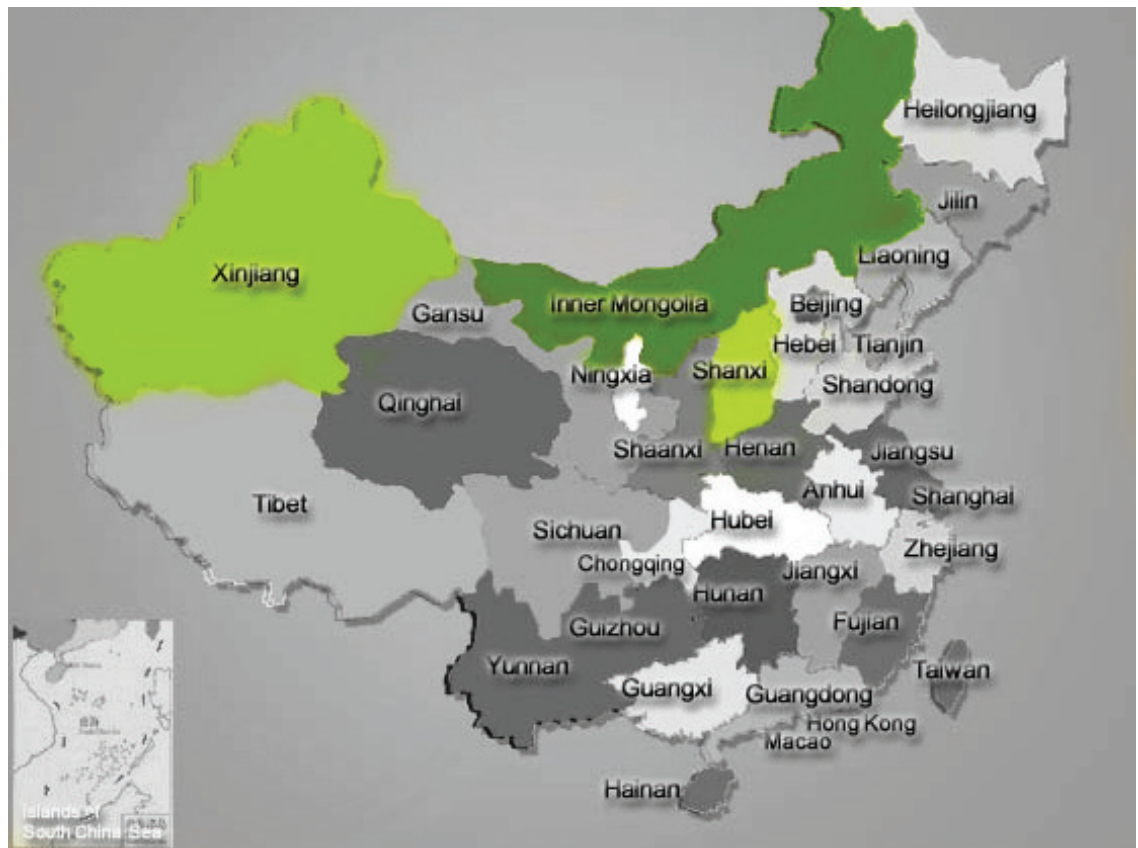 Heilongjiang
Jilin
Liaoning
Xinjiang
Inner Mongolia
Beijing
Gansu
Hebei
Tianjin
Ningxia
Shanxi
Shandong
Qinghai
Shaanxi
Henan
Jiangsu
Tibet
Anhui
Shanghai
Sichuan
Hubei
Zhejiang
Chongqing
Jiangxi
Hunan
Guizhou
Fujian
Yunnan
Guangxi
Guangdong
Taiwan
Hong Kong
Macao
Hainan
Islands of
South China Sea